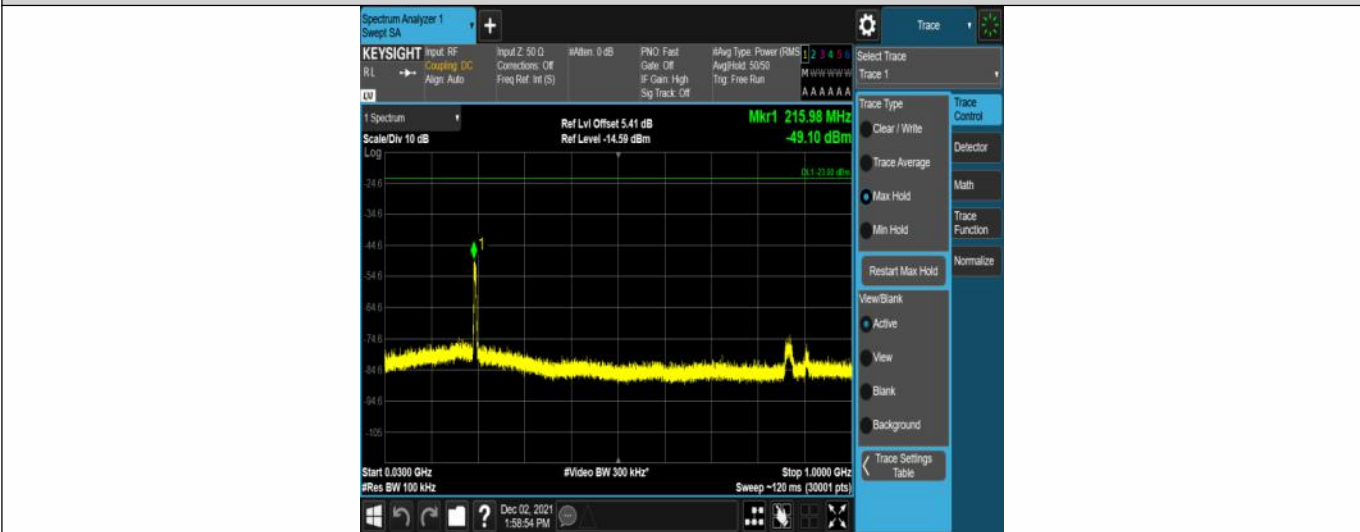 Spectrum Analyzer 1
Swept SA
+
Trace
KEYSIGHT
RL
LV
Input: RF
Coupling: DC
Align: Auto
Input Z: 50 Ω
Corrections: Off
Freq Ref: Int (S)
#Atten: 0 dB
PNO: Fast
Gate: Off
IF Gain: High
Sig Track: Off
#Avg Type: Power (RMS
Avg|Hold: 50/50
Trig: Free Run
1 2 3 4 5 6
M W W W W W
A A A A A A
Select Trace
Trace 1
1 Spectrum
Scale/Div 10 dB
Log
Ref Lvl Offset 5.41 dB
Ref Level -14.59 dBm
Mkr1 215.98 MHz
-49.10 dBm
DL1 -23.00 dBm
-24.6
-34.6
-44.6
-54.6
-64.6
-74.6
-84.6
-94.6
-105
1
Start 0.0300 GHz
#Res BW 100 kHz
#Video BW 300 kHz*
Stop 1.0000 GHz
Sweep ~120 ms (30001 pts)
Trace Type
Clear / Write
Trace Average
Max Hold
Min Hold
Restart Max Hold
View/Blank
Active
View
Blank
Background
Trace Settings
Table
Trace
Control
Detector
Math
Trace
Function
Normalize
?
Dec 02, 2021
1:58:54 PM